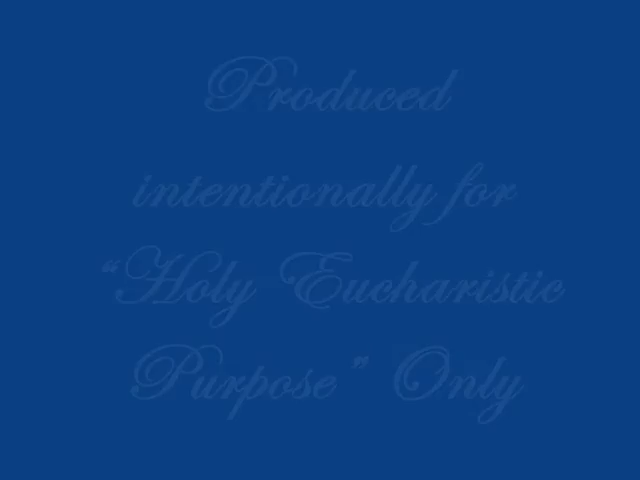 Produced
intentionally for
“Holy Eucharistic
Purpose” Only